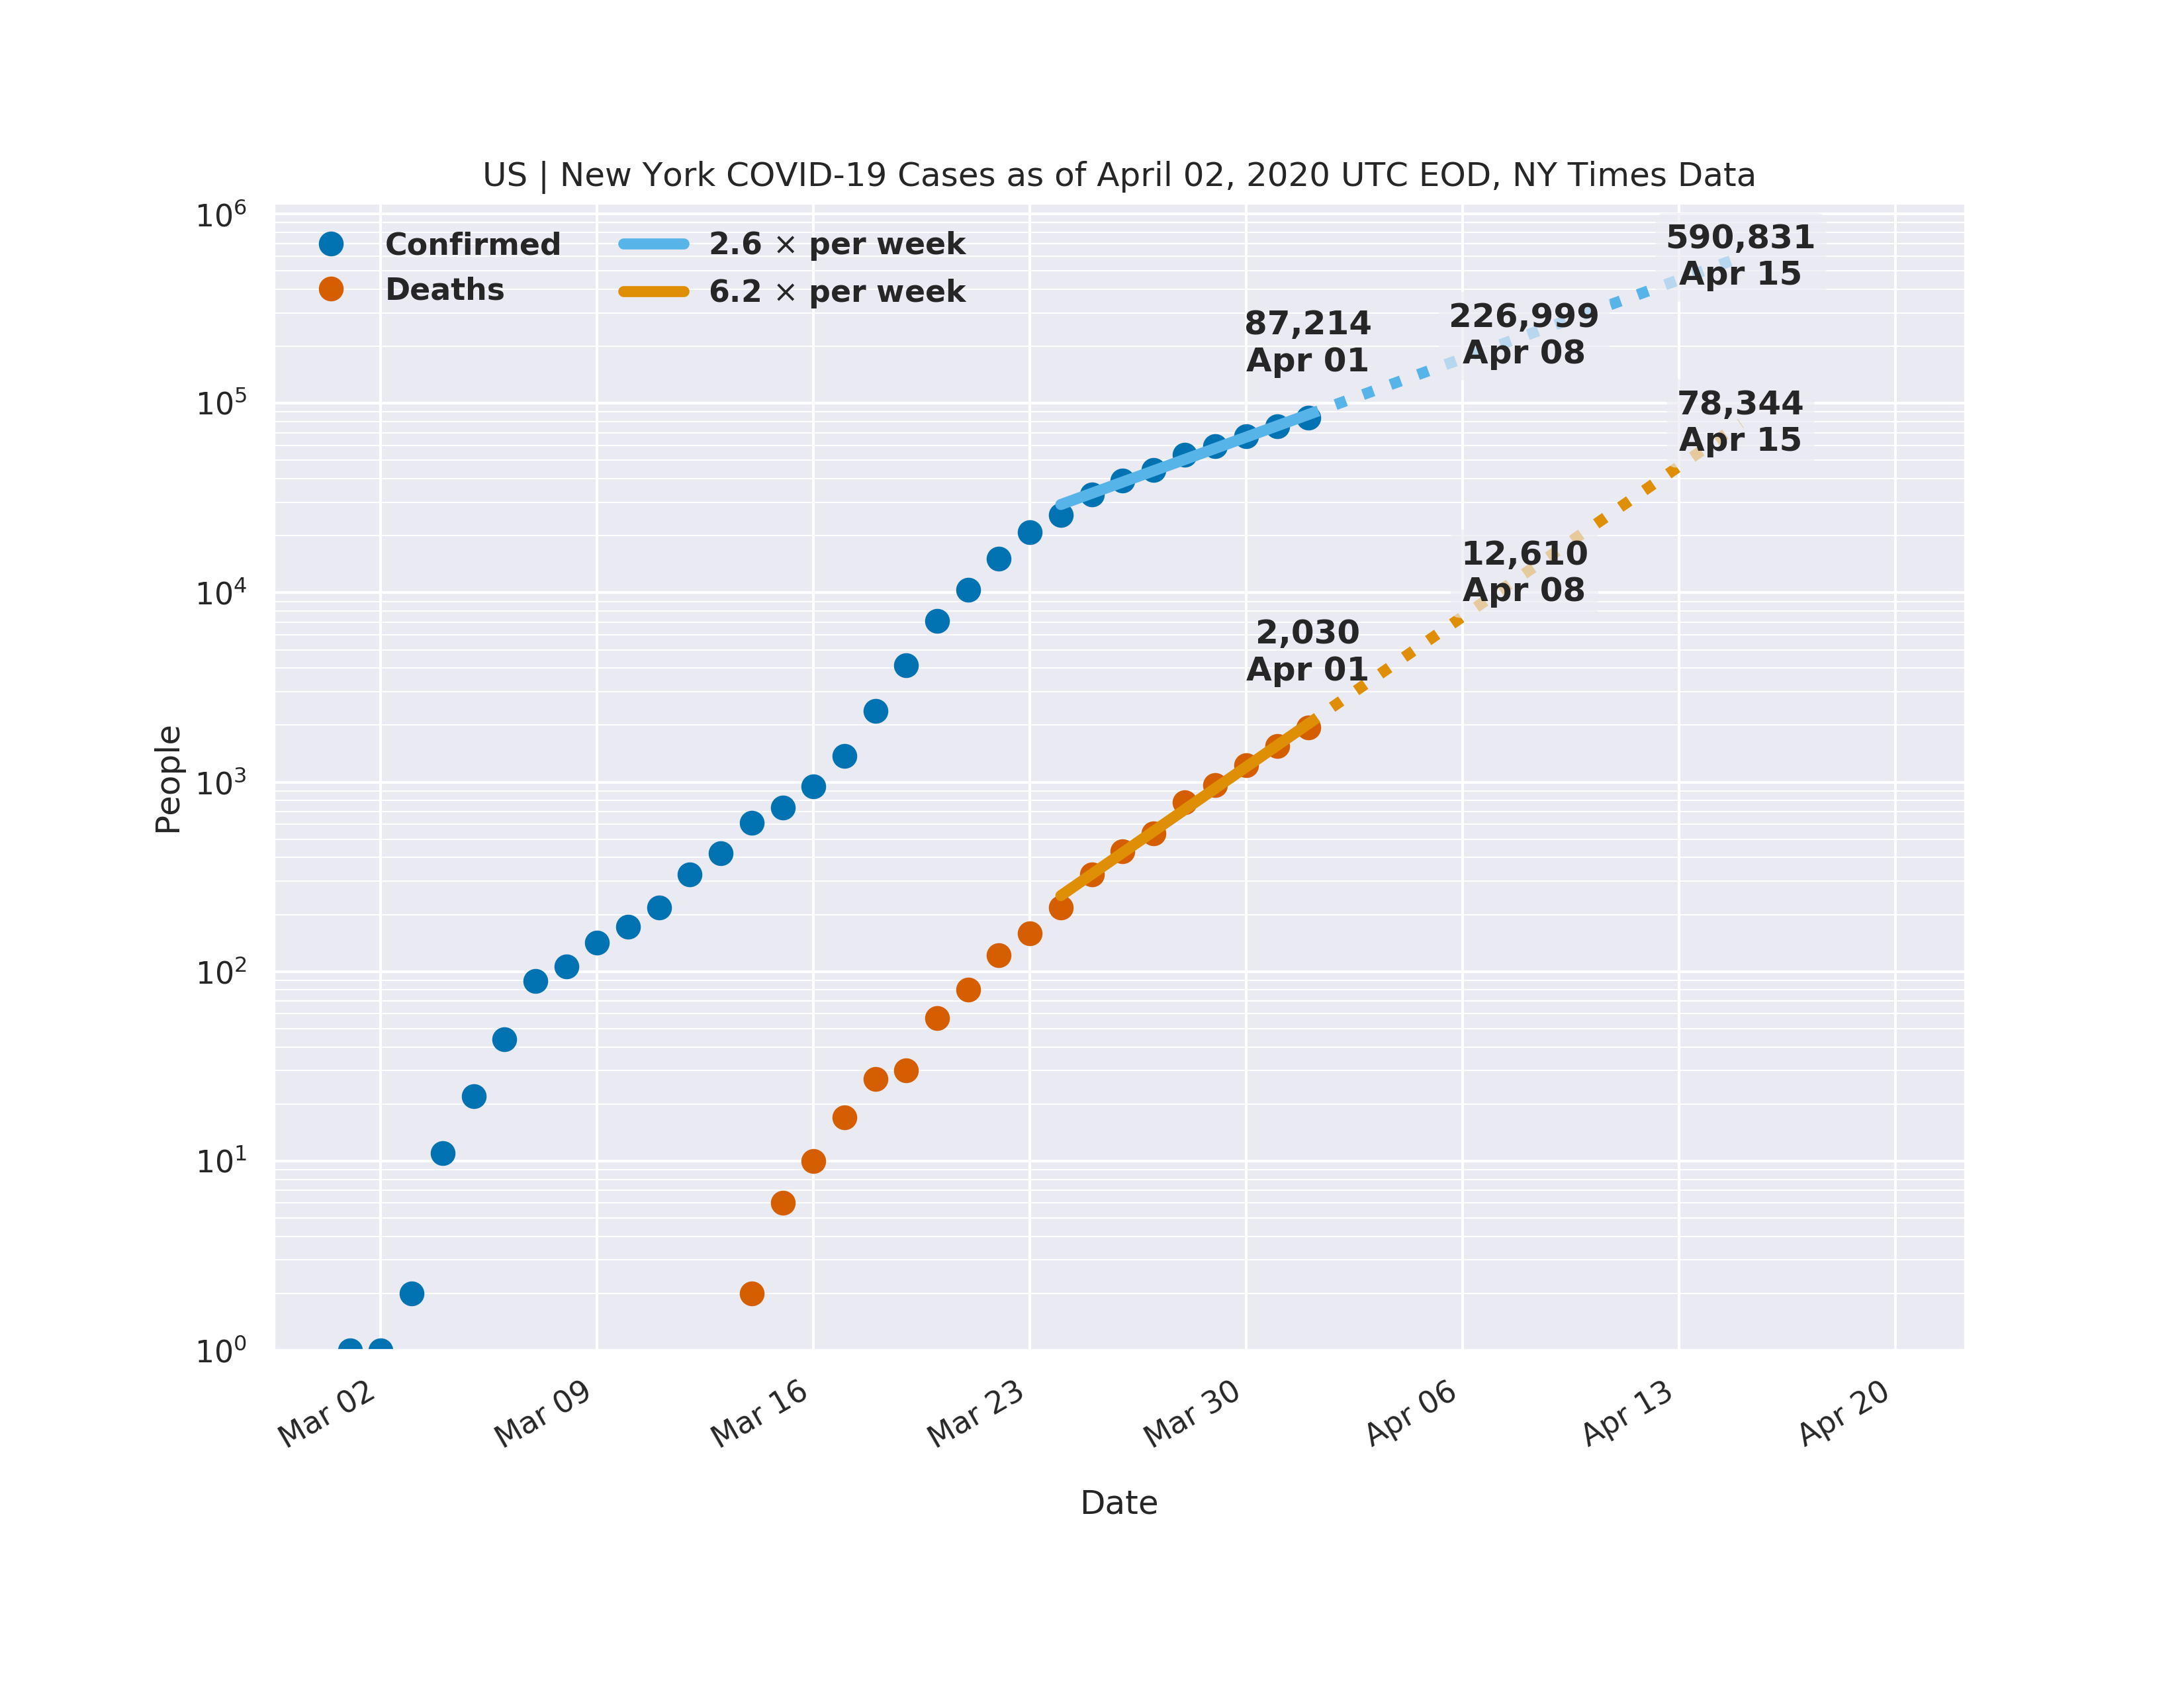 US | New York COVID-19 Cases as of April 02, 2020 UTC EOD, NY Times Data
Confirmed
Deaths
2.6 × per week
6.2 × per week
590,831
Apr 15
226,999
Apr 08
87,214
Apr 01
78,344
Apr 15
12,610
Apr 08
2,030
Apr 01
People
10⁶
10⁵
10⁴
10³
10²
10¹
10⁰
Mar 02
Mar 09
Mar 16
Mar 23
Mar 30
Apr 06
Apr 13
Apr 20
Date